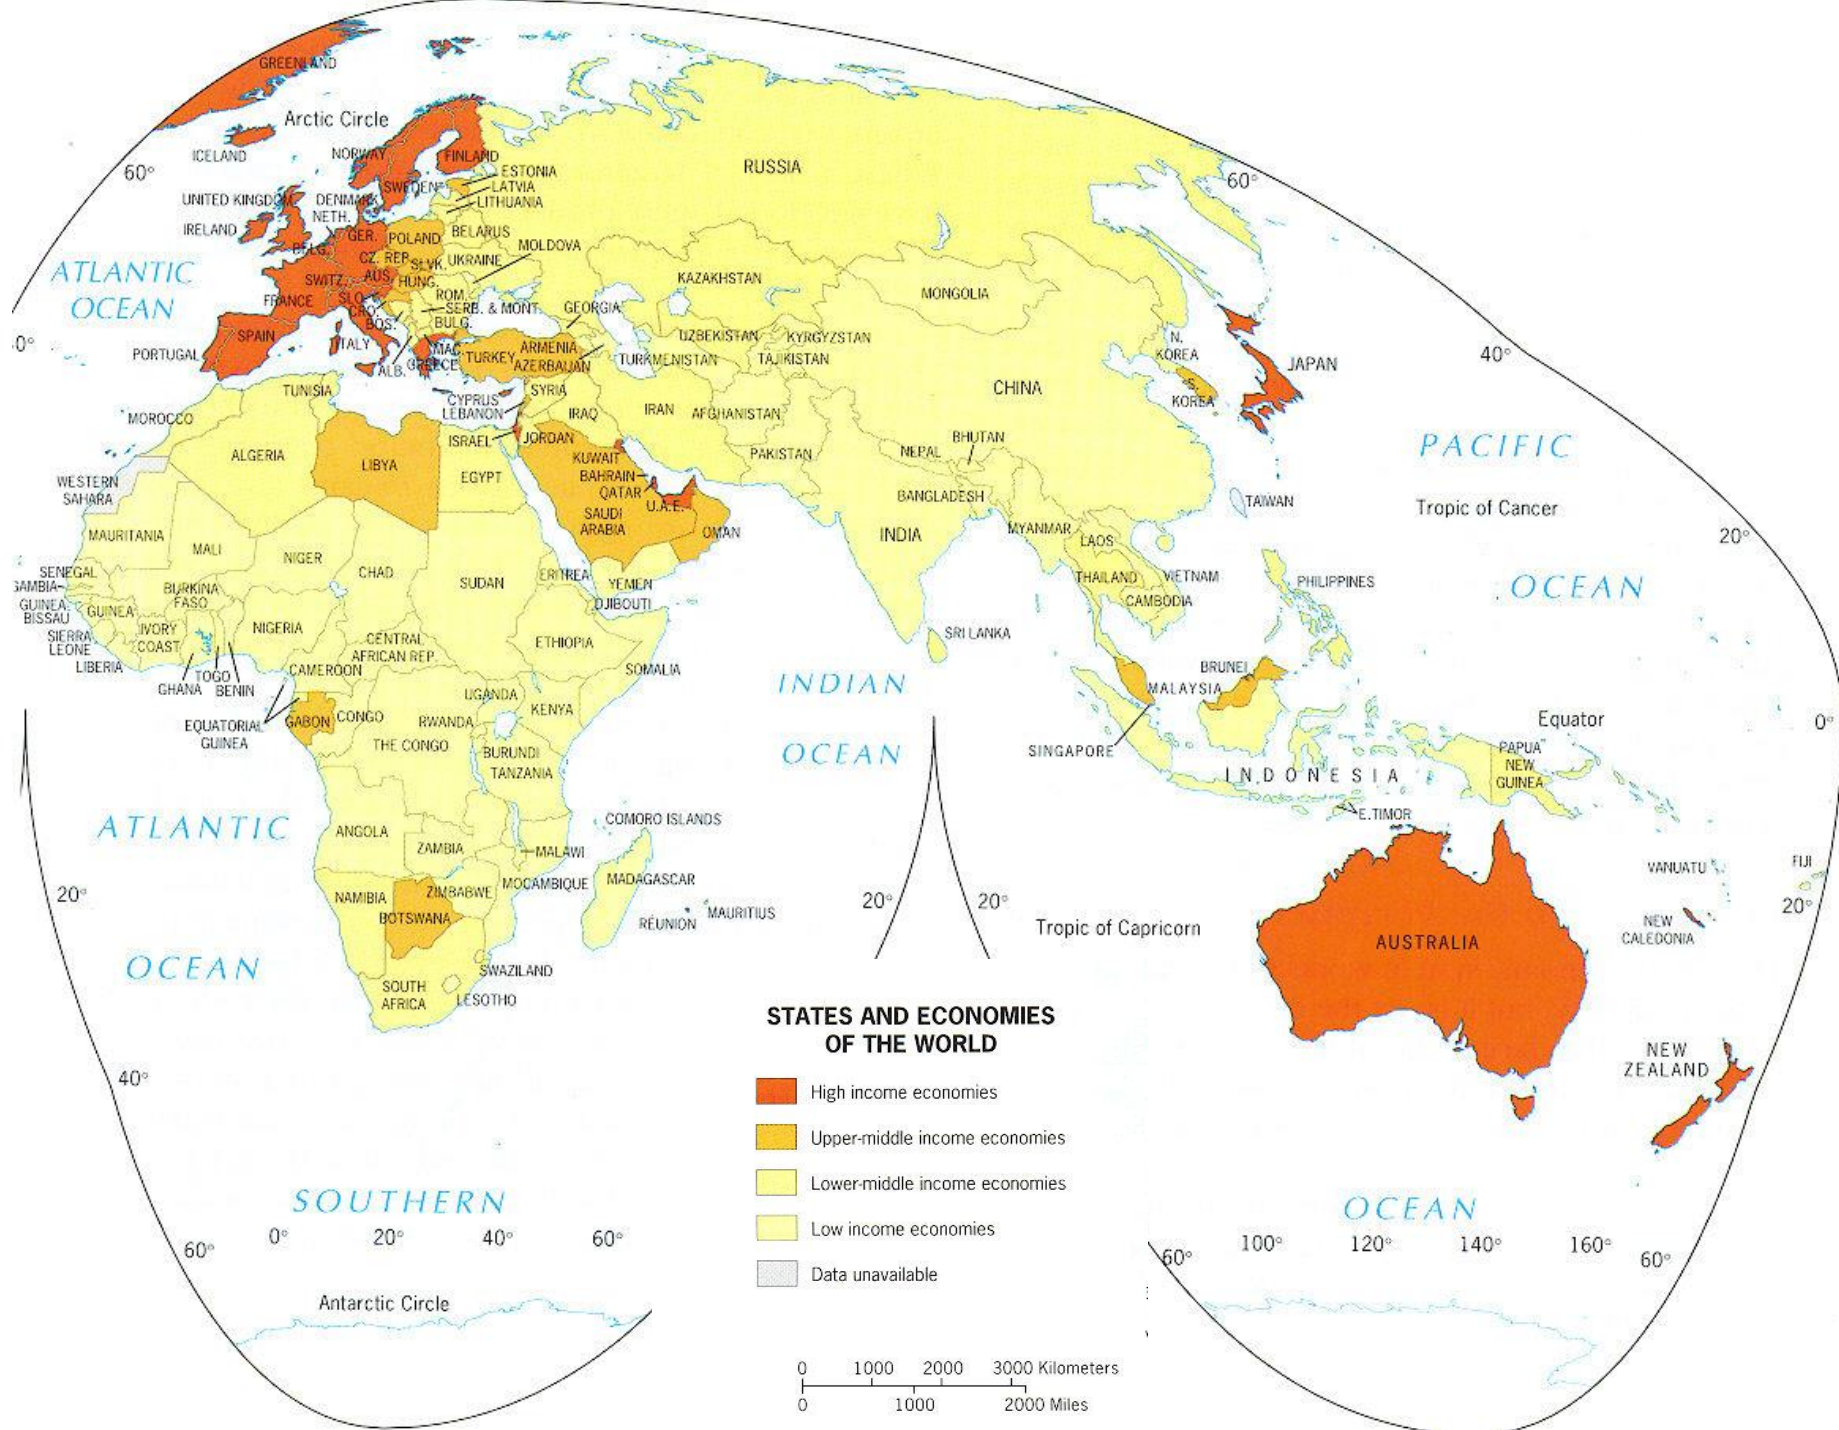 GREENLAND
Arctic Circle
ICELAND
NORWAY
FINLAND
RUSSIA
60°
60°
SWEDEN
ESTONIA
LATVIA
LITHUANIA
UNITED KINGDOM
DENMARK
NETH.
IRELAND
BELG.
GER.
POLAND
BELARUS
MOLDOVA
CZ. REP.
SLVK.
UKRAINE
ATLANTIC
OCEAN
SWITZ.
AUS.
HUNG.
KAZAKHSTAN
MONGOLIA
FRANCE
SLO.
ROM.
CRO.
SERB. & MONT.
GEORGIA
BOS.
BULG.
SPAIN
UZBEKISTAN
KYRGYZSTAN
PORTUGAL
ITALY
MAC.
ARMENIA
TURKEY
AZERBAIJAN
TURKMENISTAN
TAJIKISTAN
N.
KOREA
JAPAN
40°
0°
ALB.
GREECE
TUNISIA
CYPRUS
LEBANON
SYRIA
S.
KOREA
CHINA
MOROCCO
IRAQ
IRAN
AFGHANISTAN
ISRAEL
JORDAN
BHUTAN
PACIFIC
ALGERIA
LIBYA
EGYPT
KUWAIT
BAHRAIN
QATAR
PAKISTAN
NEPAL
WESTERN
SAHARA
U.A.E.
BANGLADESH
TAIWAN
Tropic of Cancer
SAUDI
ARABIA
OMAN
INDIA
MYANMAR
LAOS
20°
MAURITANIA
MALI
NIGER
CHAD
SUDAN
ERITREA
YEMEN
THAILAND
VIETNAM
PHILIPPINES
OCEAN
SENEGAL
GAMBIA
BURKINA
FASO
DJIBOUTI
CAMBODIA
GUINEA
BISSAU
GUINEA
SIERRA
LEONE
IVORY
COAST
NIGERIA
CENTRAL
AFRICAN REP.
ETHIOPIA
SRI LANKA
LIBERIA
GHANA
TOGO
BENIN
CAMEROON
SOMALIA
BRUNEI
MALAYSIA
INDIAN
OCEAN
EQUATORIAL
GUINEA
GABON
CONGO
UGANDA
KENYA
RWANDA
THE CONGO
BURUNDI
TANZANIA
SINGAPORE
INDONESIA
Equator
0°
PAPUA
NEW
GUINEA
E. TIMOR
ATLANTIC
OCEAN
ANGOLA
ZAMBIA
MALAWI
COMORO ISLANDS
MOCAMBIQUE
MADAGASCAR
NAMIBIA
ZIMBABWE
BOTSWANA
RÉUNION
MAURITIUS
20°
20°
20°
VANUATU
FIJI
20°
Tropic of Capricorn
AUSTRALIA
NEW
CALEDONIA
SOUTH
AFRICA
SWAZILAND
LESOTHO
NEW
ZEALAND
40°
STATES AND ECONOMIES
OF THE WORLD
High income economies
Upper-middle income economies
Lower-middle income economies
Low income economies
Data unavailable
SOUTHERN
OCEAN
60°
0°
20°
40°
60°
60°
100°
120°
140°
160°
60°
Antarctic Circle
0 1000 2000 3000 Kilometers
0 1000 2000 Miles